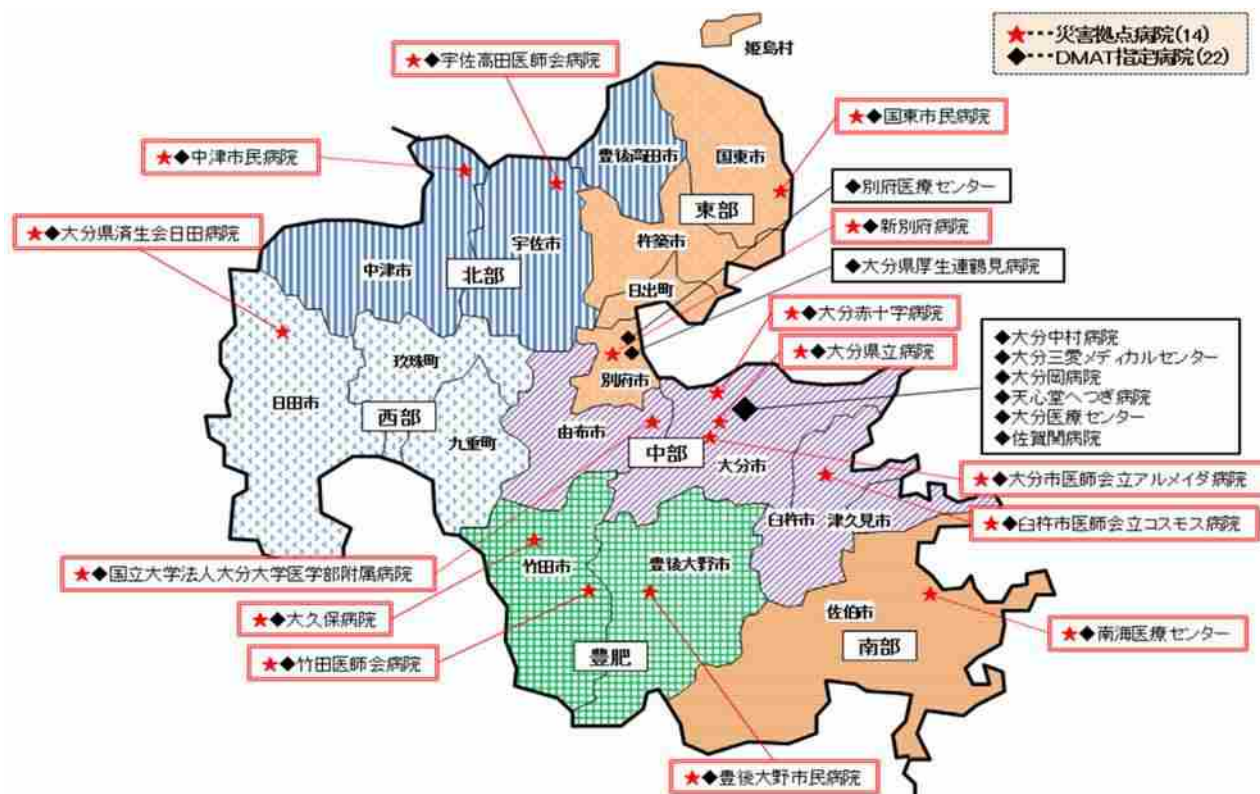 姫島村
★・・・災害拠点病院(14)
◆・・・DMAT指定病院(22)
★◆宇佐高田医師会病院
★◆国東市民病院
★◆中津市民病院
豊後高田市
国東市
◆別府医療センター
東部
★◆新別府病院
★◆大分県済生会日田病院
宇佐市
杵築市
中津市
北部
◆大分県厚生連鶴見病院
日出町
★◆大分赤十字病院
★◆大分県立病院
◆大分中村病院
◆大分三愛メディカルセンター
◆大分岡病院
◆天心堂へつぎ病院
◆大分医療センター
◆佐賀関病院
玖珠町
別府市
日田市
西部
九重町
由布市
中部
大分市
★◆大分市医師会立アルメイダ病院
臼杵市
津久見市
★◆臼杵市医師会立コスモス病院
★◆国立大学法人大分大学医学部附属病院
竹田市
豊後大野市
★◆大久保病院
佐伯市
★◆南海医療センター
★◆竹田医師会病院
豊肥
南部
★◆豊後大野市民病院